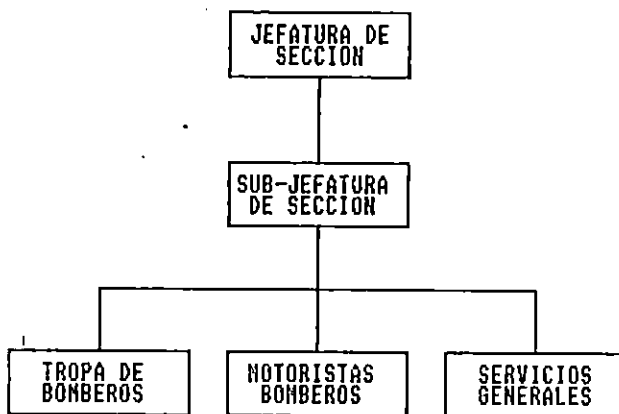 JEFATURA DE
SECCION
SUB-JEFATURA
DE SECCION
TROPA DE
BOMBEROS
MOTORISTAS
BOMBEROS
SERVICIOS
GENERALES